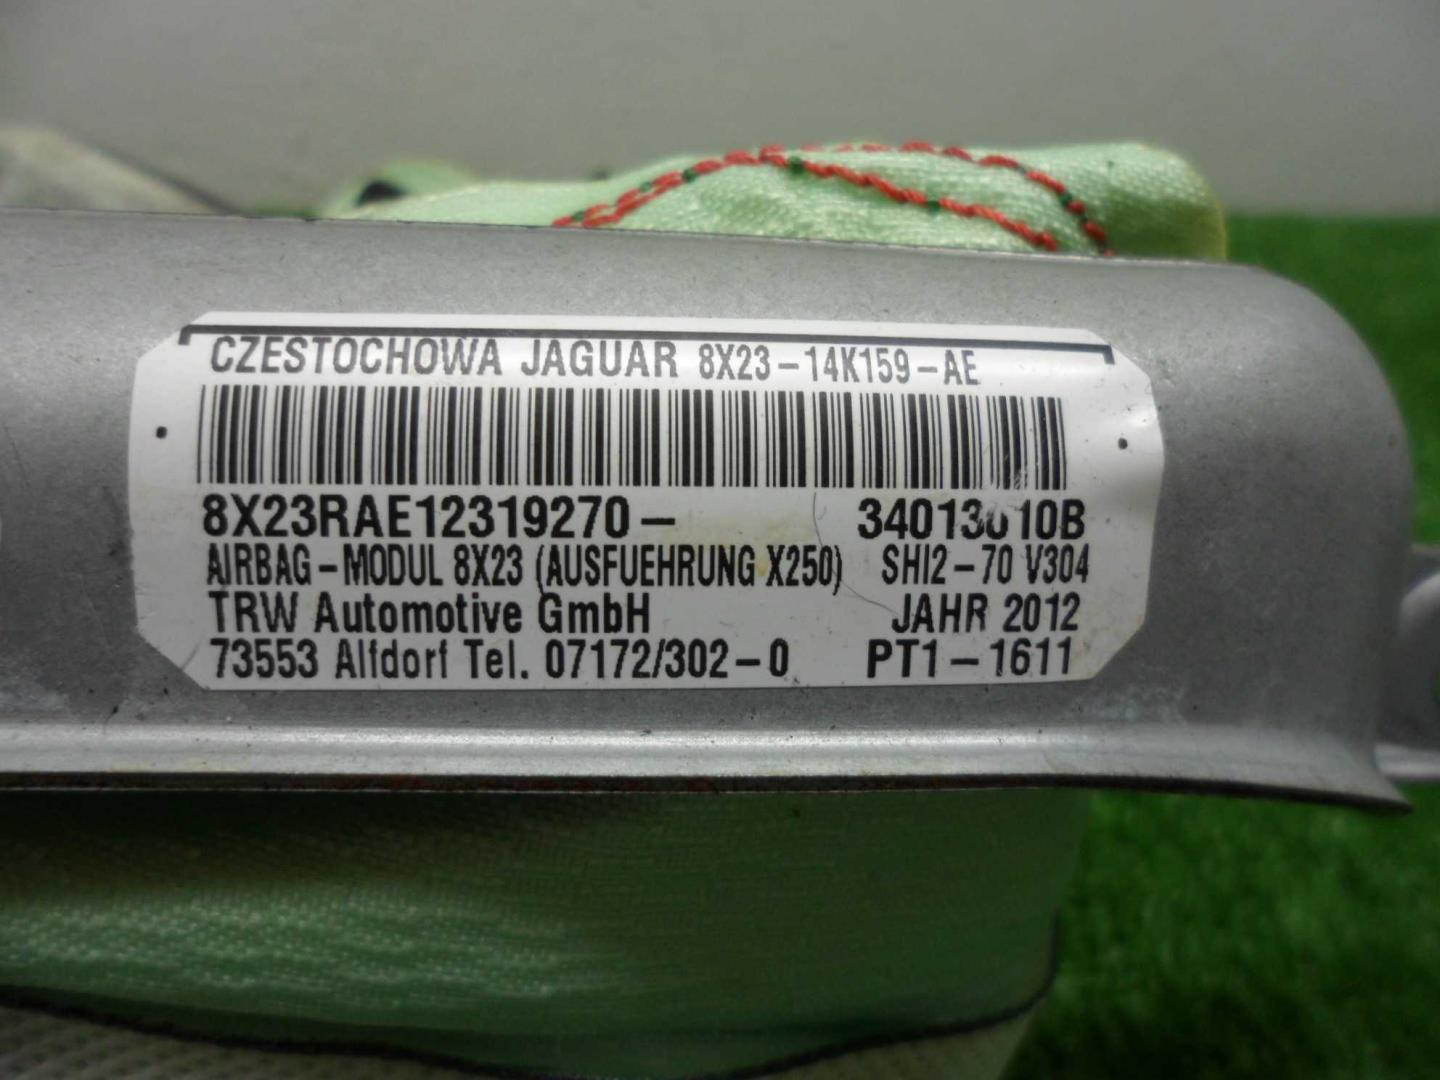 CZESTOCHOWA JAGUAR 8X23-14K159-AE
8X23RAE12319270-
AIRBAG-MODUL 8X23 (AUSFUEHRUNG X250) SHI2-70 V304
TRW Automotive GmbH JAHR 2012
73553 Alfdorf Tel. 07172/302-0 PT1-1611